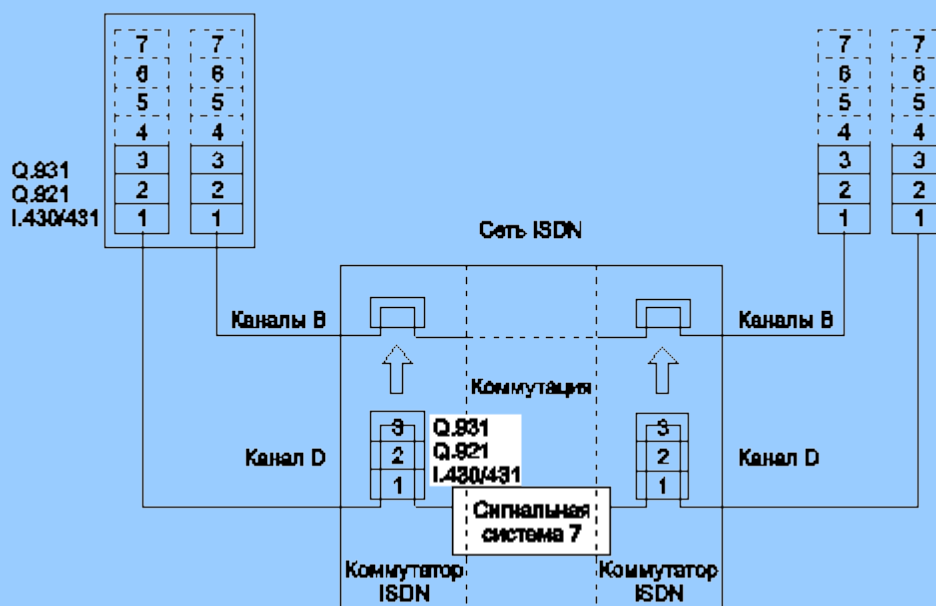 7 7
6 6
5 5
4 4
3 3
2 2
1 1
Q.931
Q.921
I.430/431
7 7
6 6
5 5
4 4
3 3
2 2
1 1
Сеть ISDN
Каналы B
Каналы B
Коммутация
Канал D
3
2
1
Q.931
Q.921
I.430/431
3
2
1
Канал D
Сигнальная
система 7
Коммутатор
ISDN
Коммутатор
ISDN